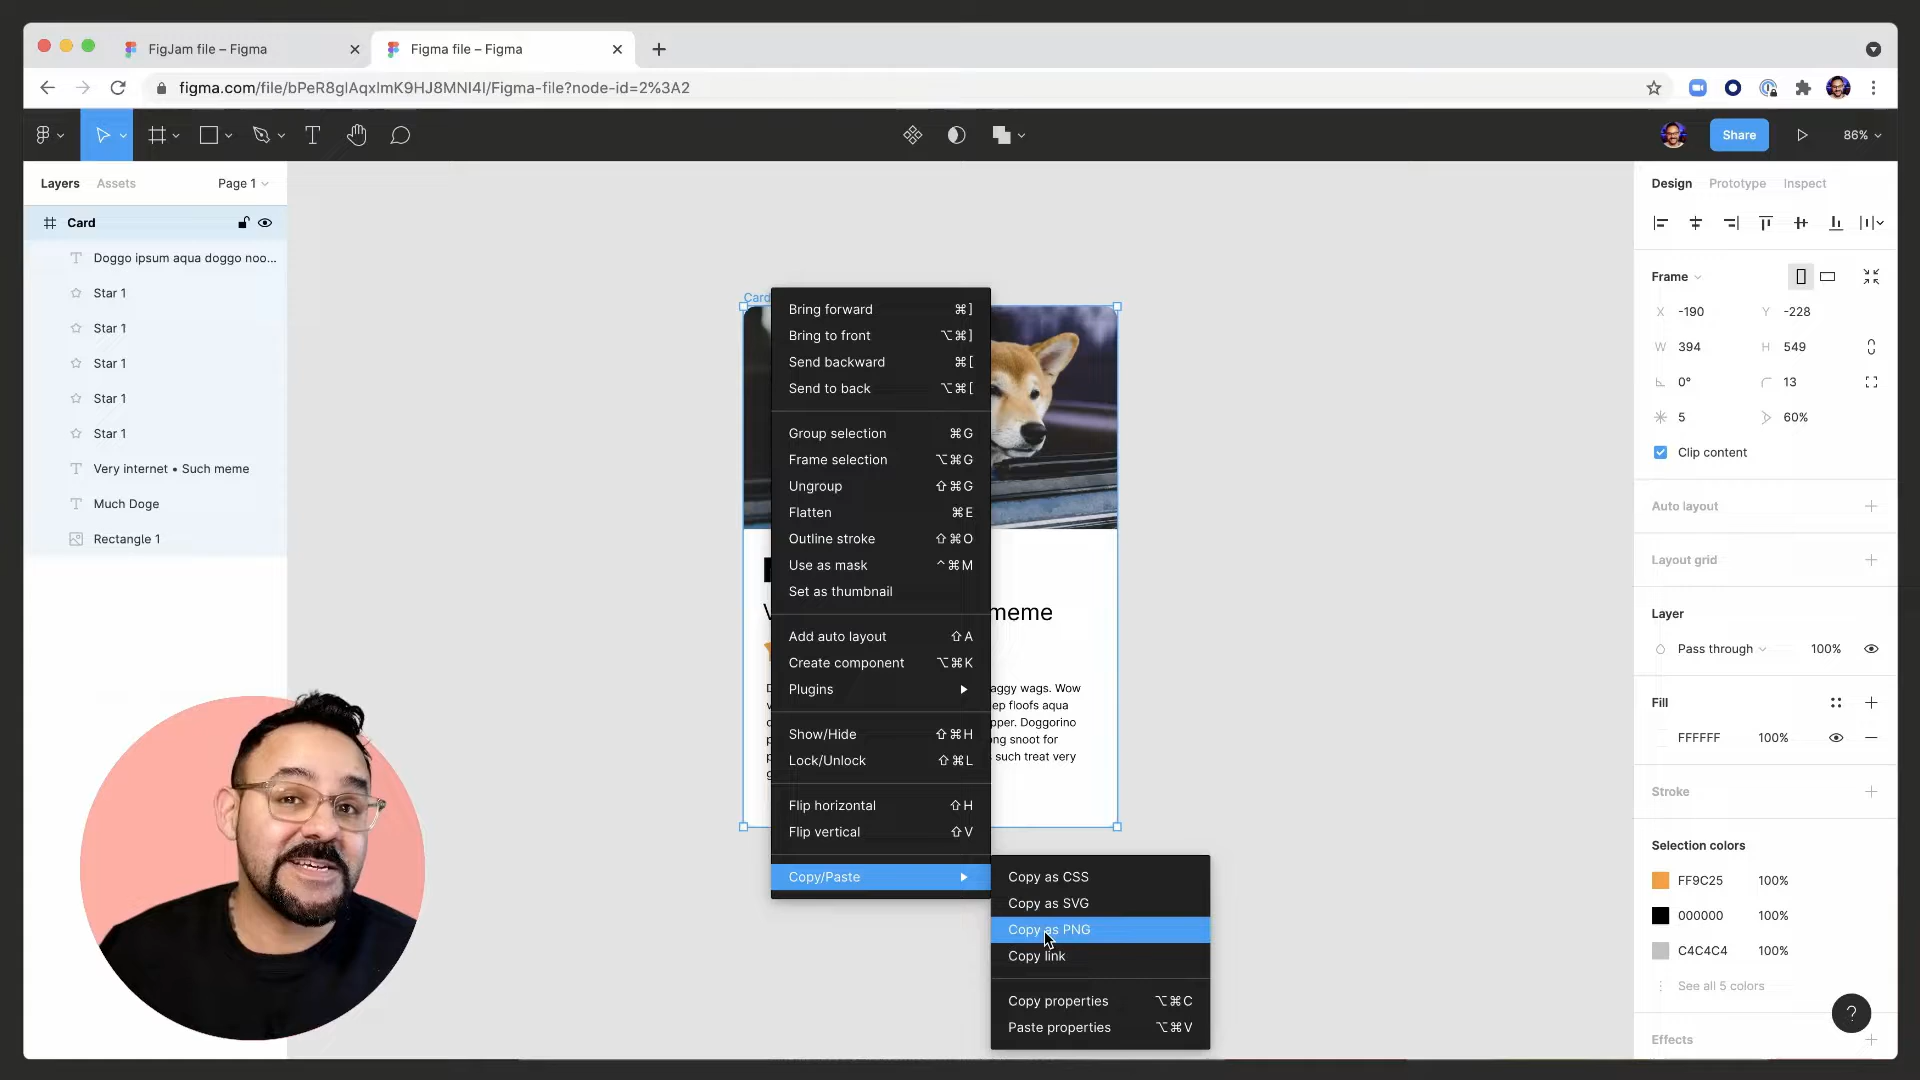 FigJam file – Figma
Figma file – Figma
figma.com/file/bPeR8glAqxlmK9HJ8MNI4I/Figma-file?node-id=2%3A2
Share
86%
Layers
Assets
Page 1
Card
Doggo ipsum aqua doggo noo...
Star 1
Star 1
Star 1
Star 1
Star 1
Very internet • Such meme
Much Doge
Rectangle 1
Card
meme
aggy wags. Wow
ep floofs aqua
pper. Doggorino
ng snoot for
such treat very
Bring forward ⌘]
Bring to front ⌥⌘]
Send backward ⌘[
Send to back ⌥⌘[
Group selection ⌘G
Frame selection ⌥⌘G
Ungroup ⇧⌘G
Flatten ⌘E
Outline stroke ⇧⌘O
Use as mask ^⌘M
Set as thumbnail
Add auto layout ⇧A
Create component ⌥⌘K
Plugins
Show/Hide ⇧⌘H
Lock/Unlock ⇧⌘L
Flip horizontal ⇧H
Flip vertical ⇧V
Copy/Paste
Copy as CSS
Copy as SVG
Copy as PNG
Copy link
Copy properties ⌥⌘C
Paste properties ⌥⌘V
Design
Prototype
Inspect
Frame
X -190
Y -228
W 394
H 549
0°
13
5
60%
Clip content
Auto layout
Layout grid
Layer
Pass through
100%
Fill
FFFFFF
100%
Stroke
Selection colors
FF9C25
100%
000000
100%
C4C4C4
100%
See all 5 colors
Effects
?